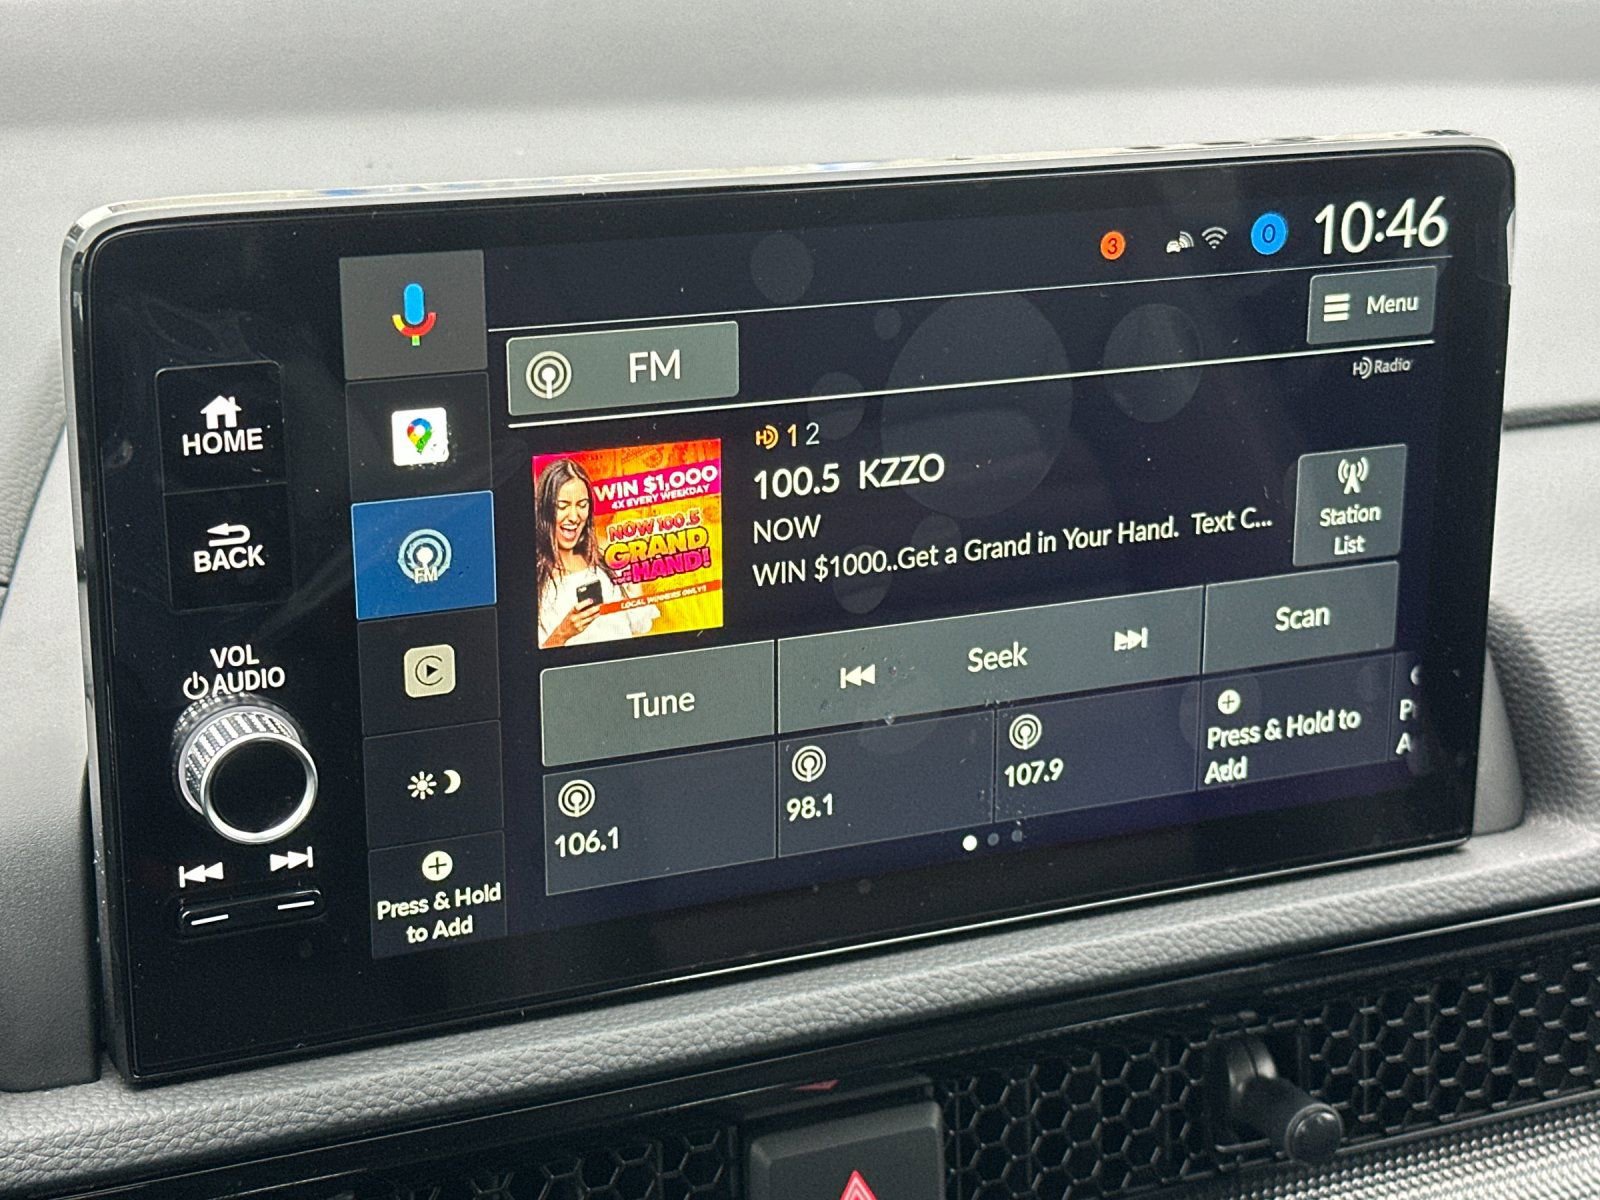 3
0
10:46
Menu
HD Radio
FM
HOME
BACK
VOL
AUDIO
FM
Press & Hold
to Add
WIN $1,000
4X EVERY WEEKDAY
NOW 100.5
GRAND
HAND!
LOCAL WINNERS ONLY!
HD 1 2
100.5 KZZO
NOW
WIN $1000..Get a Grand in Your Hand. Text C...
Station
List
Tune
Seek
Scan
106.1
98.1
107.9
Press & Hold to
Add
P
A